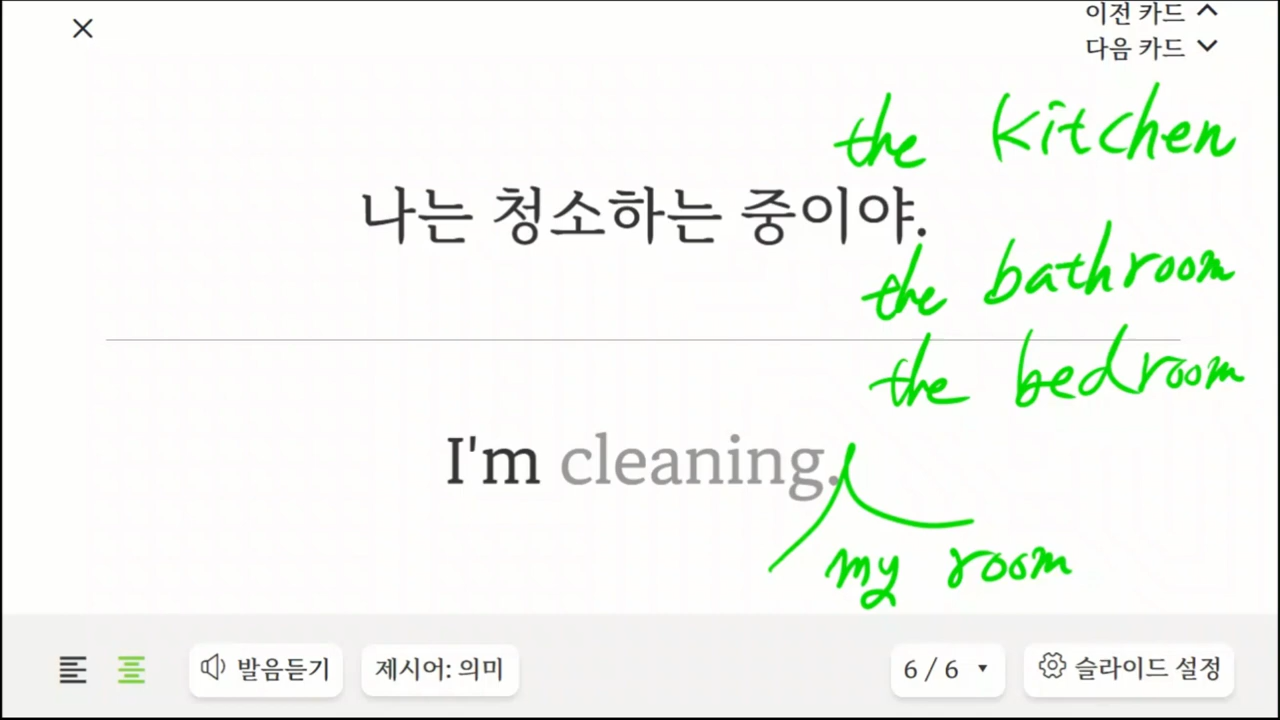 이전 카드
다음 카드
the kitchen
나는 청소하는 중이야.
the bathroom
the bedroom
I'm cleaning.
my room
발음듣기
제시어: 의미
6 / 6
슬라이드 설정